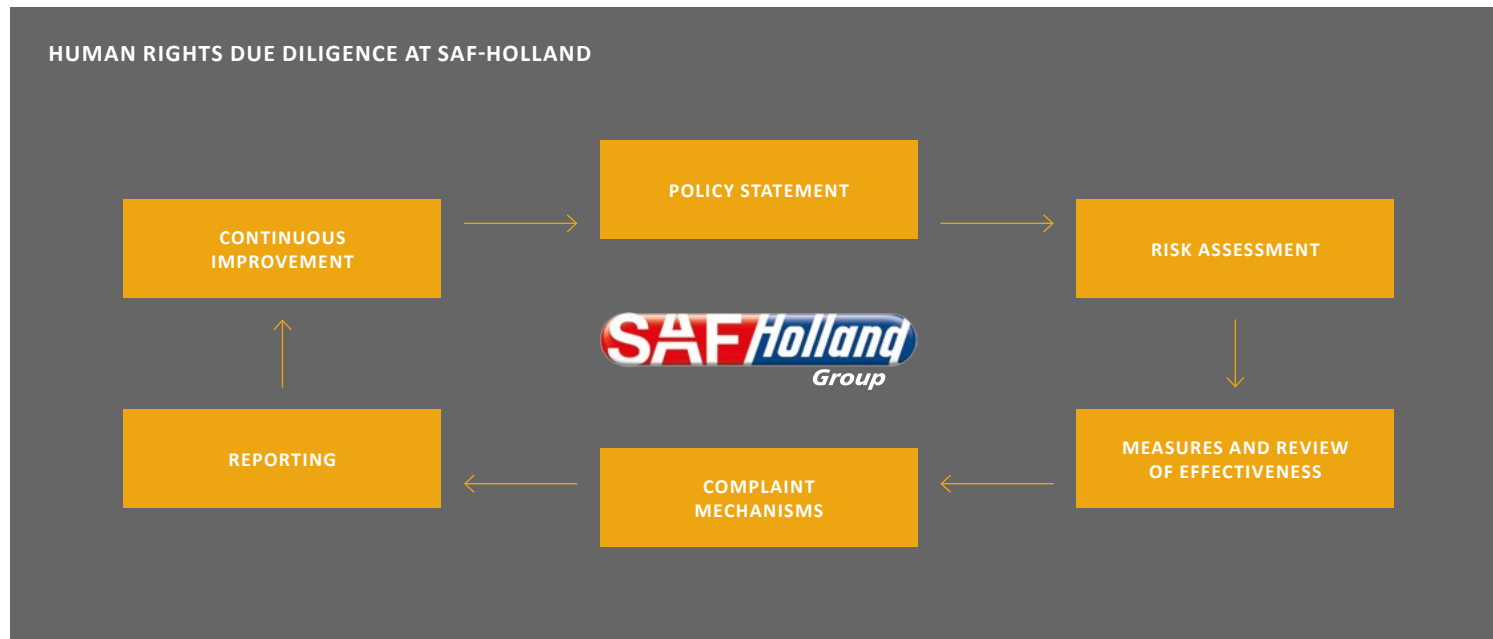 HUMAN RIGHTS DUE DILIGENCE AT SAF-HOLLAND
POLICY STATEMENT
CONTINUOUS
IMPROVEMENT
RISK ASSESSMENT
SAF Holland
Group
REPORTING
MEASURES AND REVIEW
OF EFFECTIVENESS
COMPLAINT
MECHANISMS